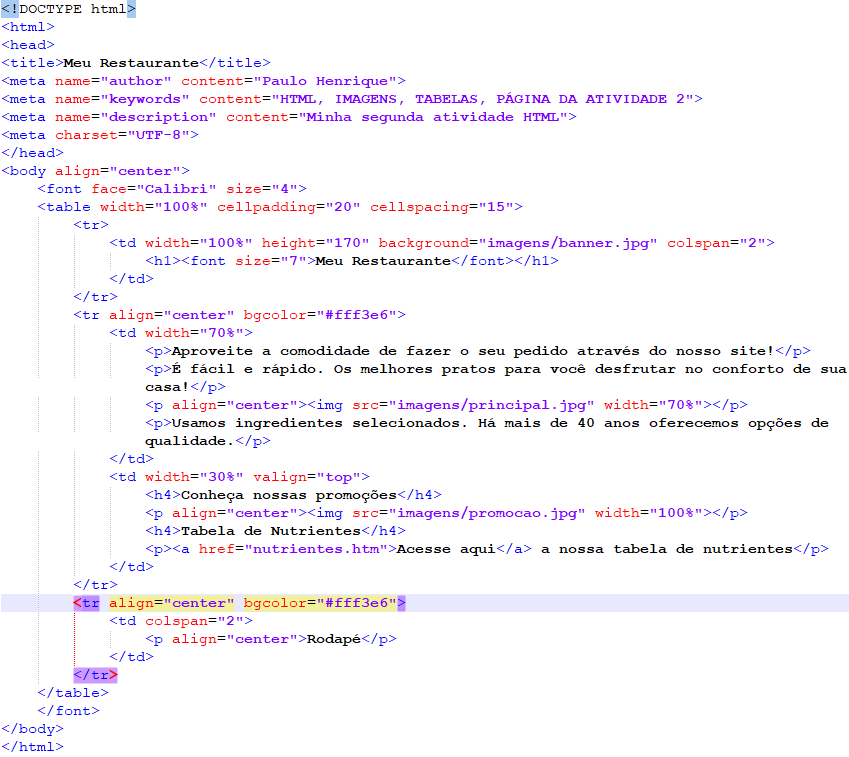 <!DOCTYPE html>
<html>
<head>
<title>Meu Restaurante</title>
<meta name="author" content="Paulo Henrique">
<meta name="keywords" content="HTML, IMAGENS, TABELAS, PÁGINA DA ATIVIDADE 2">
<meta name="description" content="Minha segunda atividade HTML">
<meta charset="UTF-8">
</head>
<body align="center">
    <font face="Calibri" size="4">
    <table width="100%" cellpadding="20" cellspacing="15">
        <tr>
            <td width="100%" height="170" background="imagens/banner.jpg" colspan="2">
                <h1><font size="7">Meu Restaurante</font></h1>
            </td>
        </tr>
        <tr align="center" bgcolor="#fff3e6">
            <td width="70%">
                <p>Aproveite a comodidade de fazer o seu pedido através do nosso site!</p>
                <p>É fácil e rápido. Os melhores pratos para você desfrutar no conforto de sua
                casa!</p>
                <p align="center"><img src="imagens/principal.jpg" width="70%"></p>
                <p>Usamos ingredientes selecionados. Há mais de 40 anos oferecemos opções de
                qualidade.</p>
            </td>
            <td width="30%" valign="top">
                <h4>Conheça nossas promoções</h4>
                <p align="center"><img src="imagens/promocao.jpg" width="100%"></p>
                <h4>Tabela de Nutrientes</h4>
                <p><a href="nutrientes.htm">Acesse aqui</a> a nossa tabela de nutrientes</p>
            </td>
        </tr>
        <tr align="center" bgcolor="#fff3e6">
            <td colspan="2">
                <p align="center">Rodapé</p>
            </td>
        </tr>
    </table>
    </font>
</body>
</html>